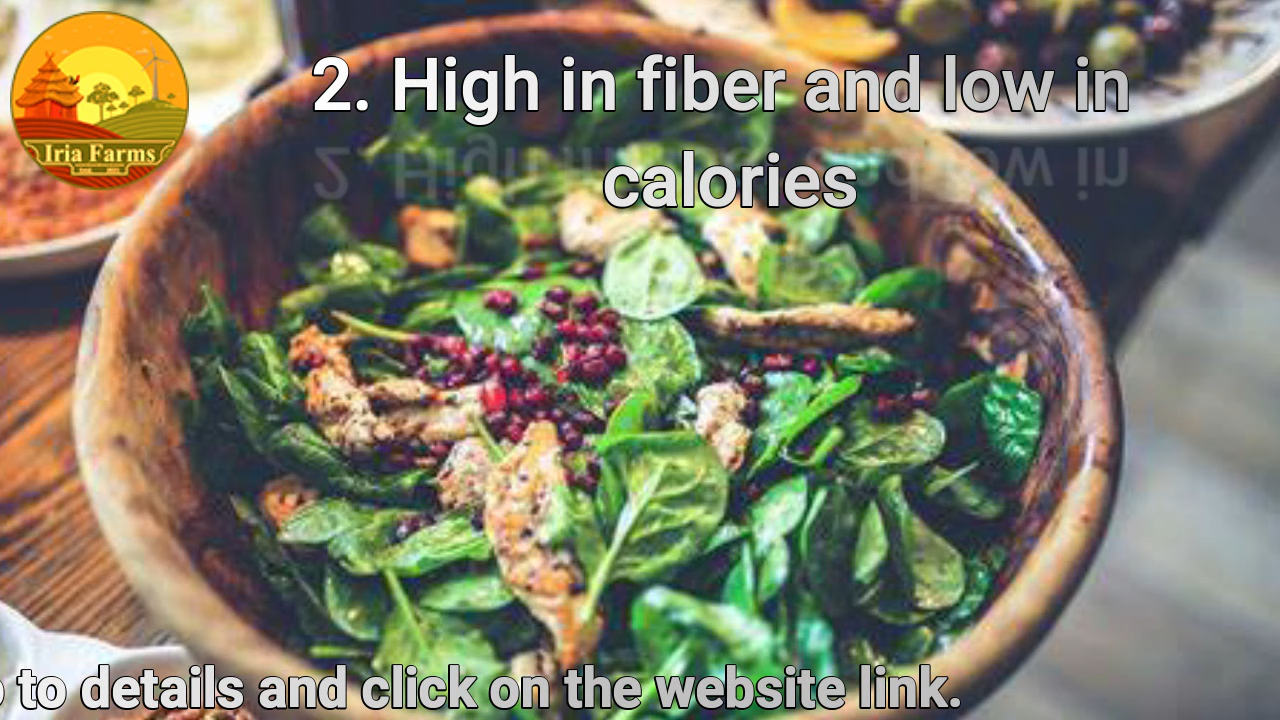 2. High in fiber and low in
calories
Iria Farms
to details and click on the website link.